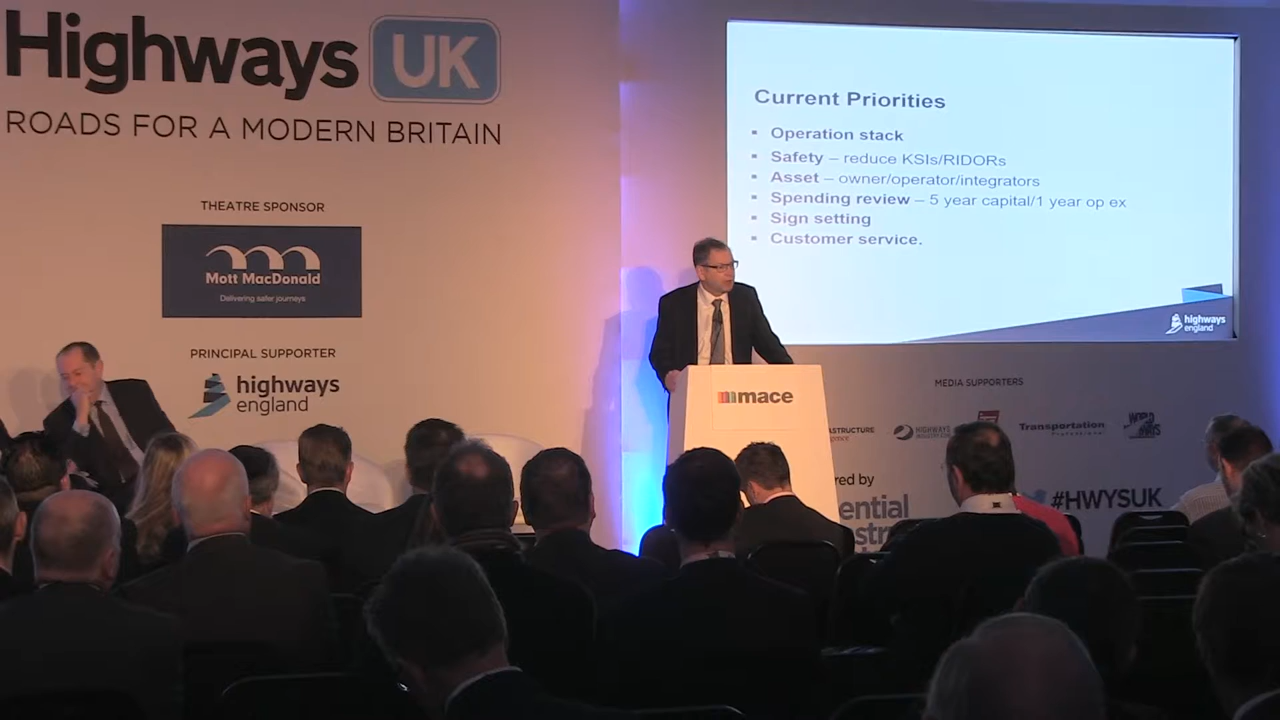 Highways UK
ROADS FOR A MODERN BRITAIN
THEATRE SPONSOR
Mott MacDonald
Delivering safer journeys
PRINCIPAL SUPPORTER
highways
england
Current Priorities
▪ Operation stack
▪ Safety – reduce KSIs/RIDORs
▪ Asset – owner/operator/integrators
▪ Spending review – 5 year capital/1 year op ex
▪ Sign setting
▪ Customer service.
highways
england
mace
MEDIA SUPPORTERS
Transportation
Professional
#HWYSUK